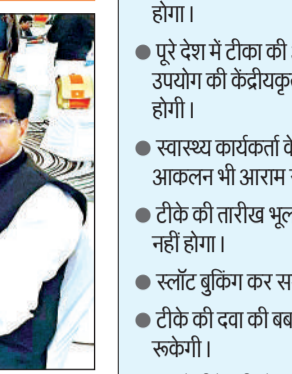 होगा।
● पूरे देश में टीका की
उपयोग की केंद्रीयकृ
होगी।
● स्वास्थ्य कार्यकर्ता के
आकलन भी आराम
● टीके की तारीख भूल
नहीं होगा।
● स्लॉट बुकिंग कर स
● टीके की दवा की बब
रूकेगी।